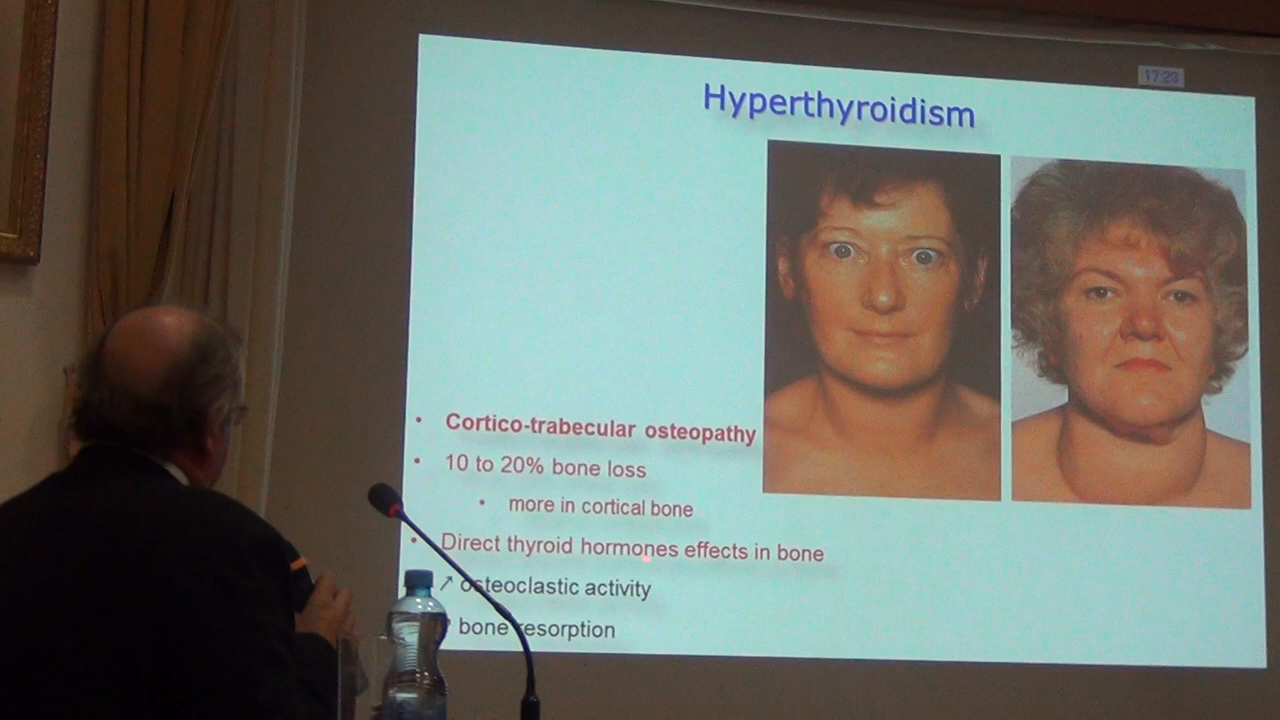 17:23
Hyperthyroidism
• Cortico-trabecular osteopathy
• 10 to 20% bone loss
• more in cortical bone
• Direct thyroid hormones effects in bone
↗ osteoclastic activity
bone resorption